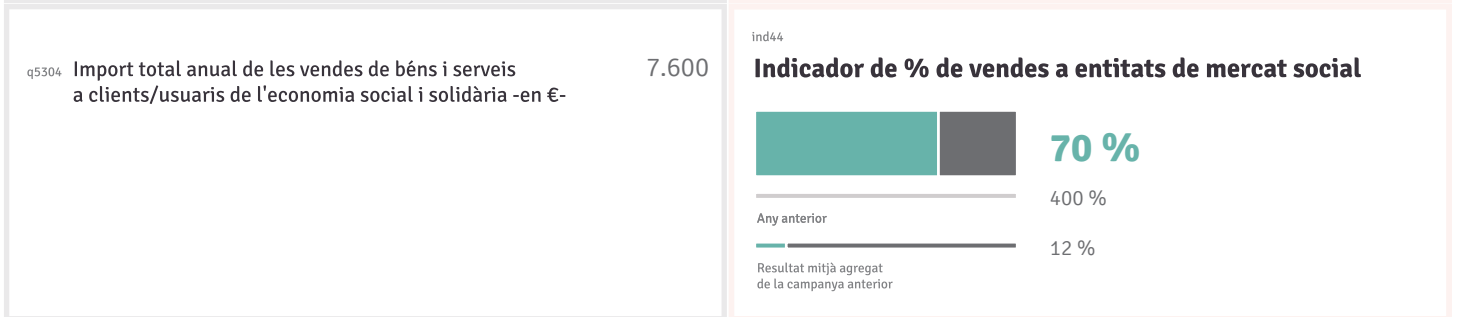 q5304 Import total anual de les vendes de béns i serveis 7.600
a clients/usuaris de l'economia social i solidària -en €-
ind44
Indicador de % de vendes a entitats de mercat social
70 %
400 %
Any anterior
12 %
Resultat mitjà agregat
de la campanya anterior